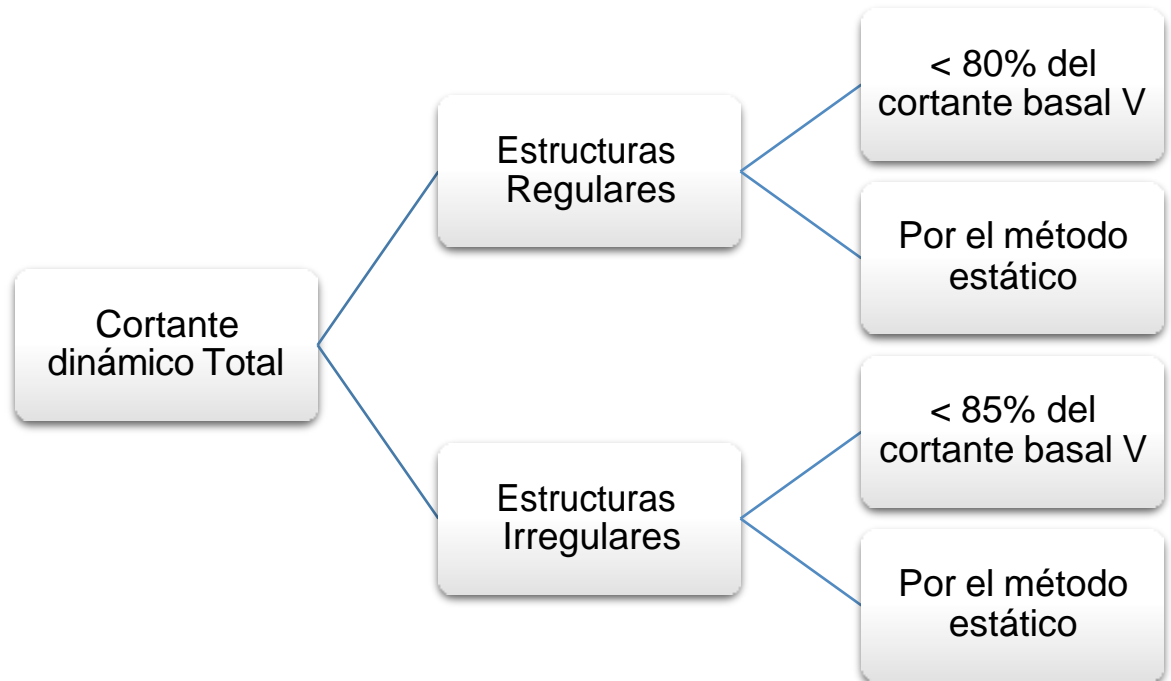 Cortante
dinámico Total
Estructuras
Regulares
< 80% del
cortante basal V
Por el método
estático
Estructuras
Irregulares
< 85% del
cortante basal V
Por el método
estático